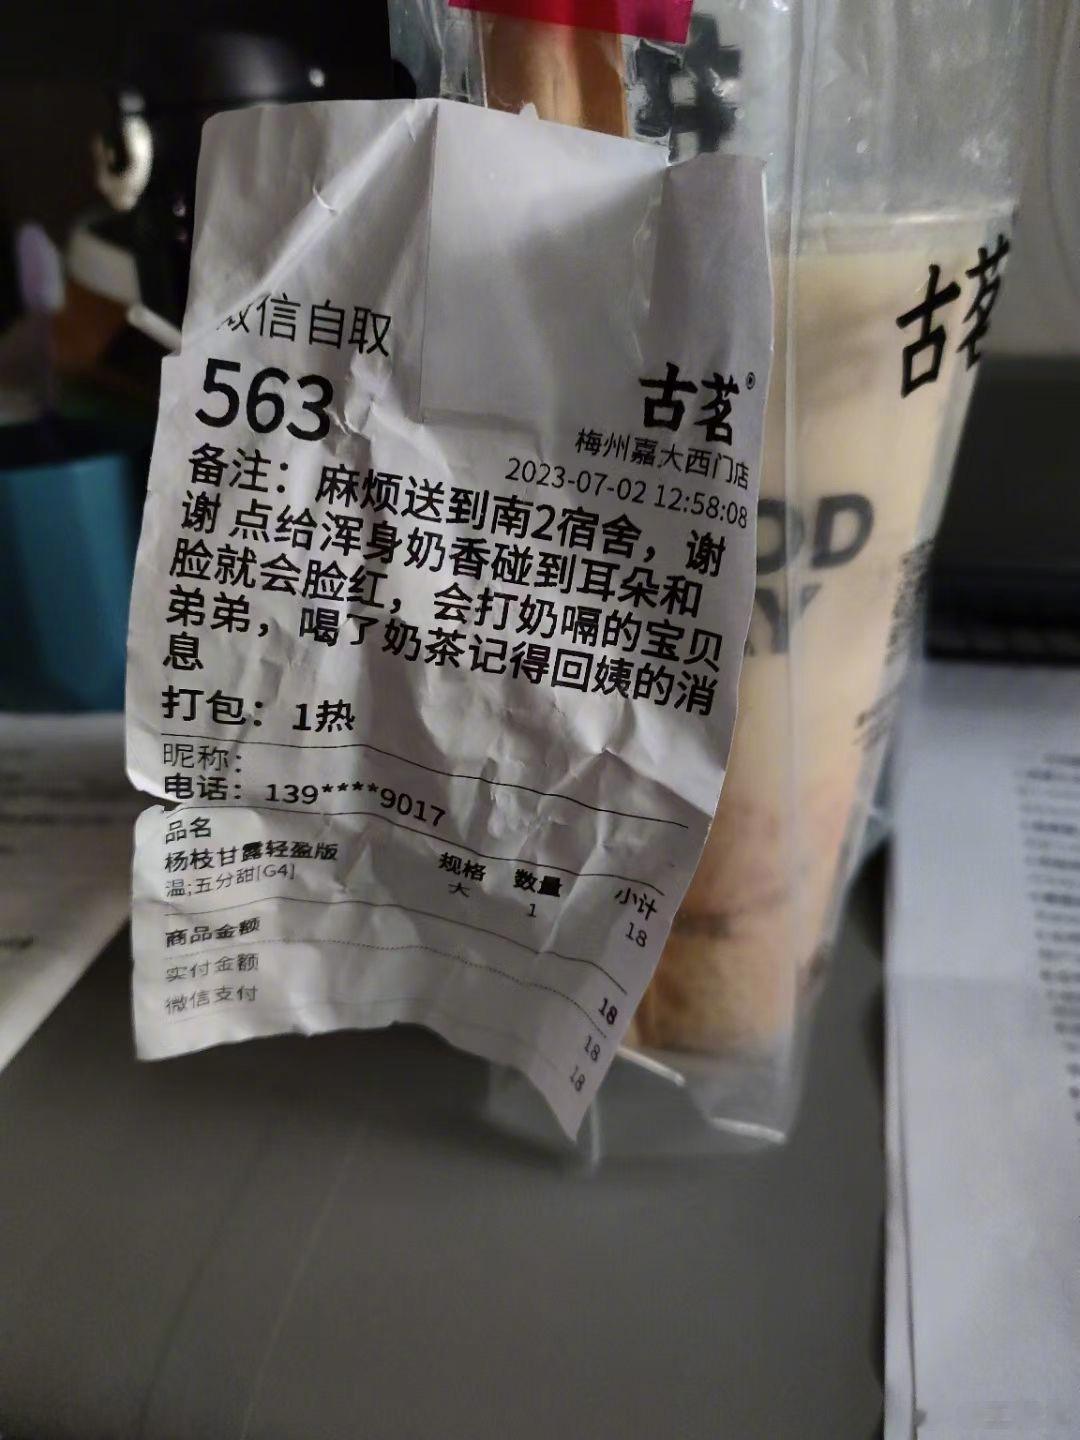 微信自取
563
古茗
梅州嘉大西门店
2023-07-02 12:58:08
备注：麻烦送到南2宿舍，谢
谢 点给浑身奶香碰到耳朵和
脸就会脸红，会打奶嗝的宝贝
弟弟，喝了奶茶记得回姨的消
息
打包：1热
昵称：
电话：139****9017
品名 规格 数量 小计
杨枝甘露轻盈版 大 1 18
温;五分甜[G4]
商品金额 18
实付金额 18
微信支付 18
古茗